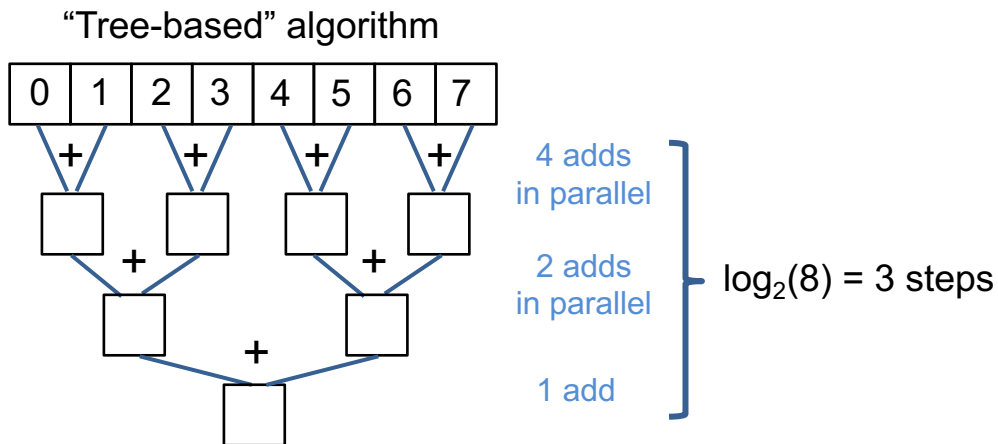 “Tree-based” algorithm
0 1 2 3 4 5 6 7
+ + + +
4 adds
in parallel
+ +
2 adds
in parallel
log₂(8) = 3 steps
+
1 add